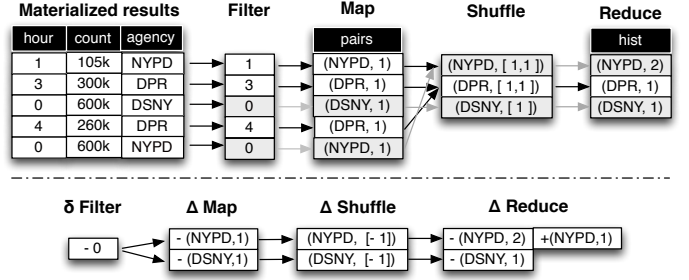 Materialized results Filter Map Shuffle Reduce
hour count agency pairs hist
1 105k NYPD 1 (NYPD, 1) (NYPD, [ 1,1 ]) (NYPD, 2)
3 300k DPR 3 (DPR, 1) (DPR, [ 1,1 ]) (DPR, 1)
0 600k DSNY 0 (DSNY, 1) (DSNY, [ 1 ]) (DSNY, 1)
4 260k DPR 4 (DPR, 1)
0 600k NYPD 0 (NYPD, 1)
δ Filter Δ Map Δ Shuffle Δ Reduce
- 0
- (NYPD,1) (NYPD, [- 1]) - (NYPD, 2) +(NYPD,1)
- (DSNY,1) (DSNY, [- 1]) - (DSNY, 1)